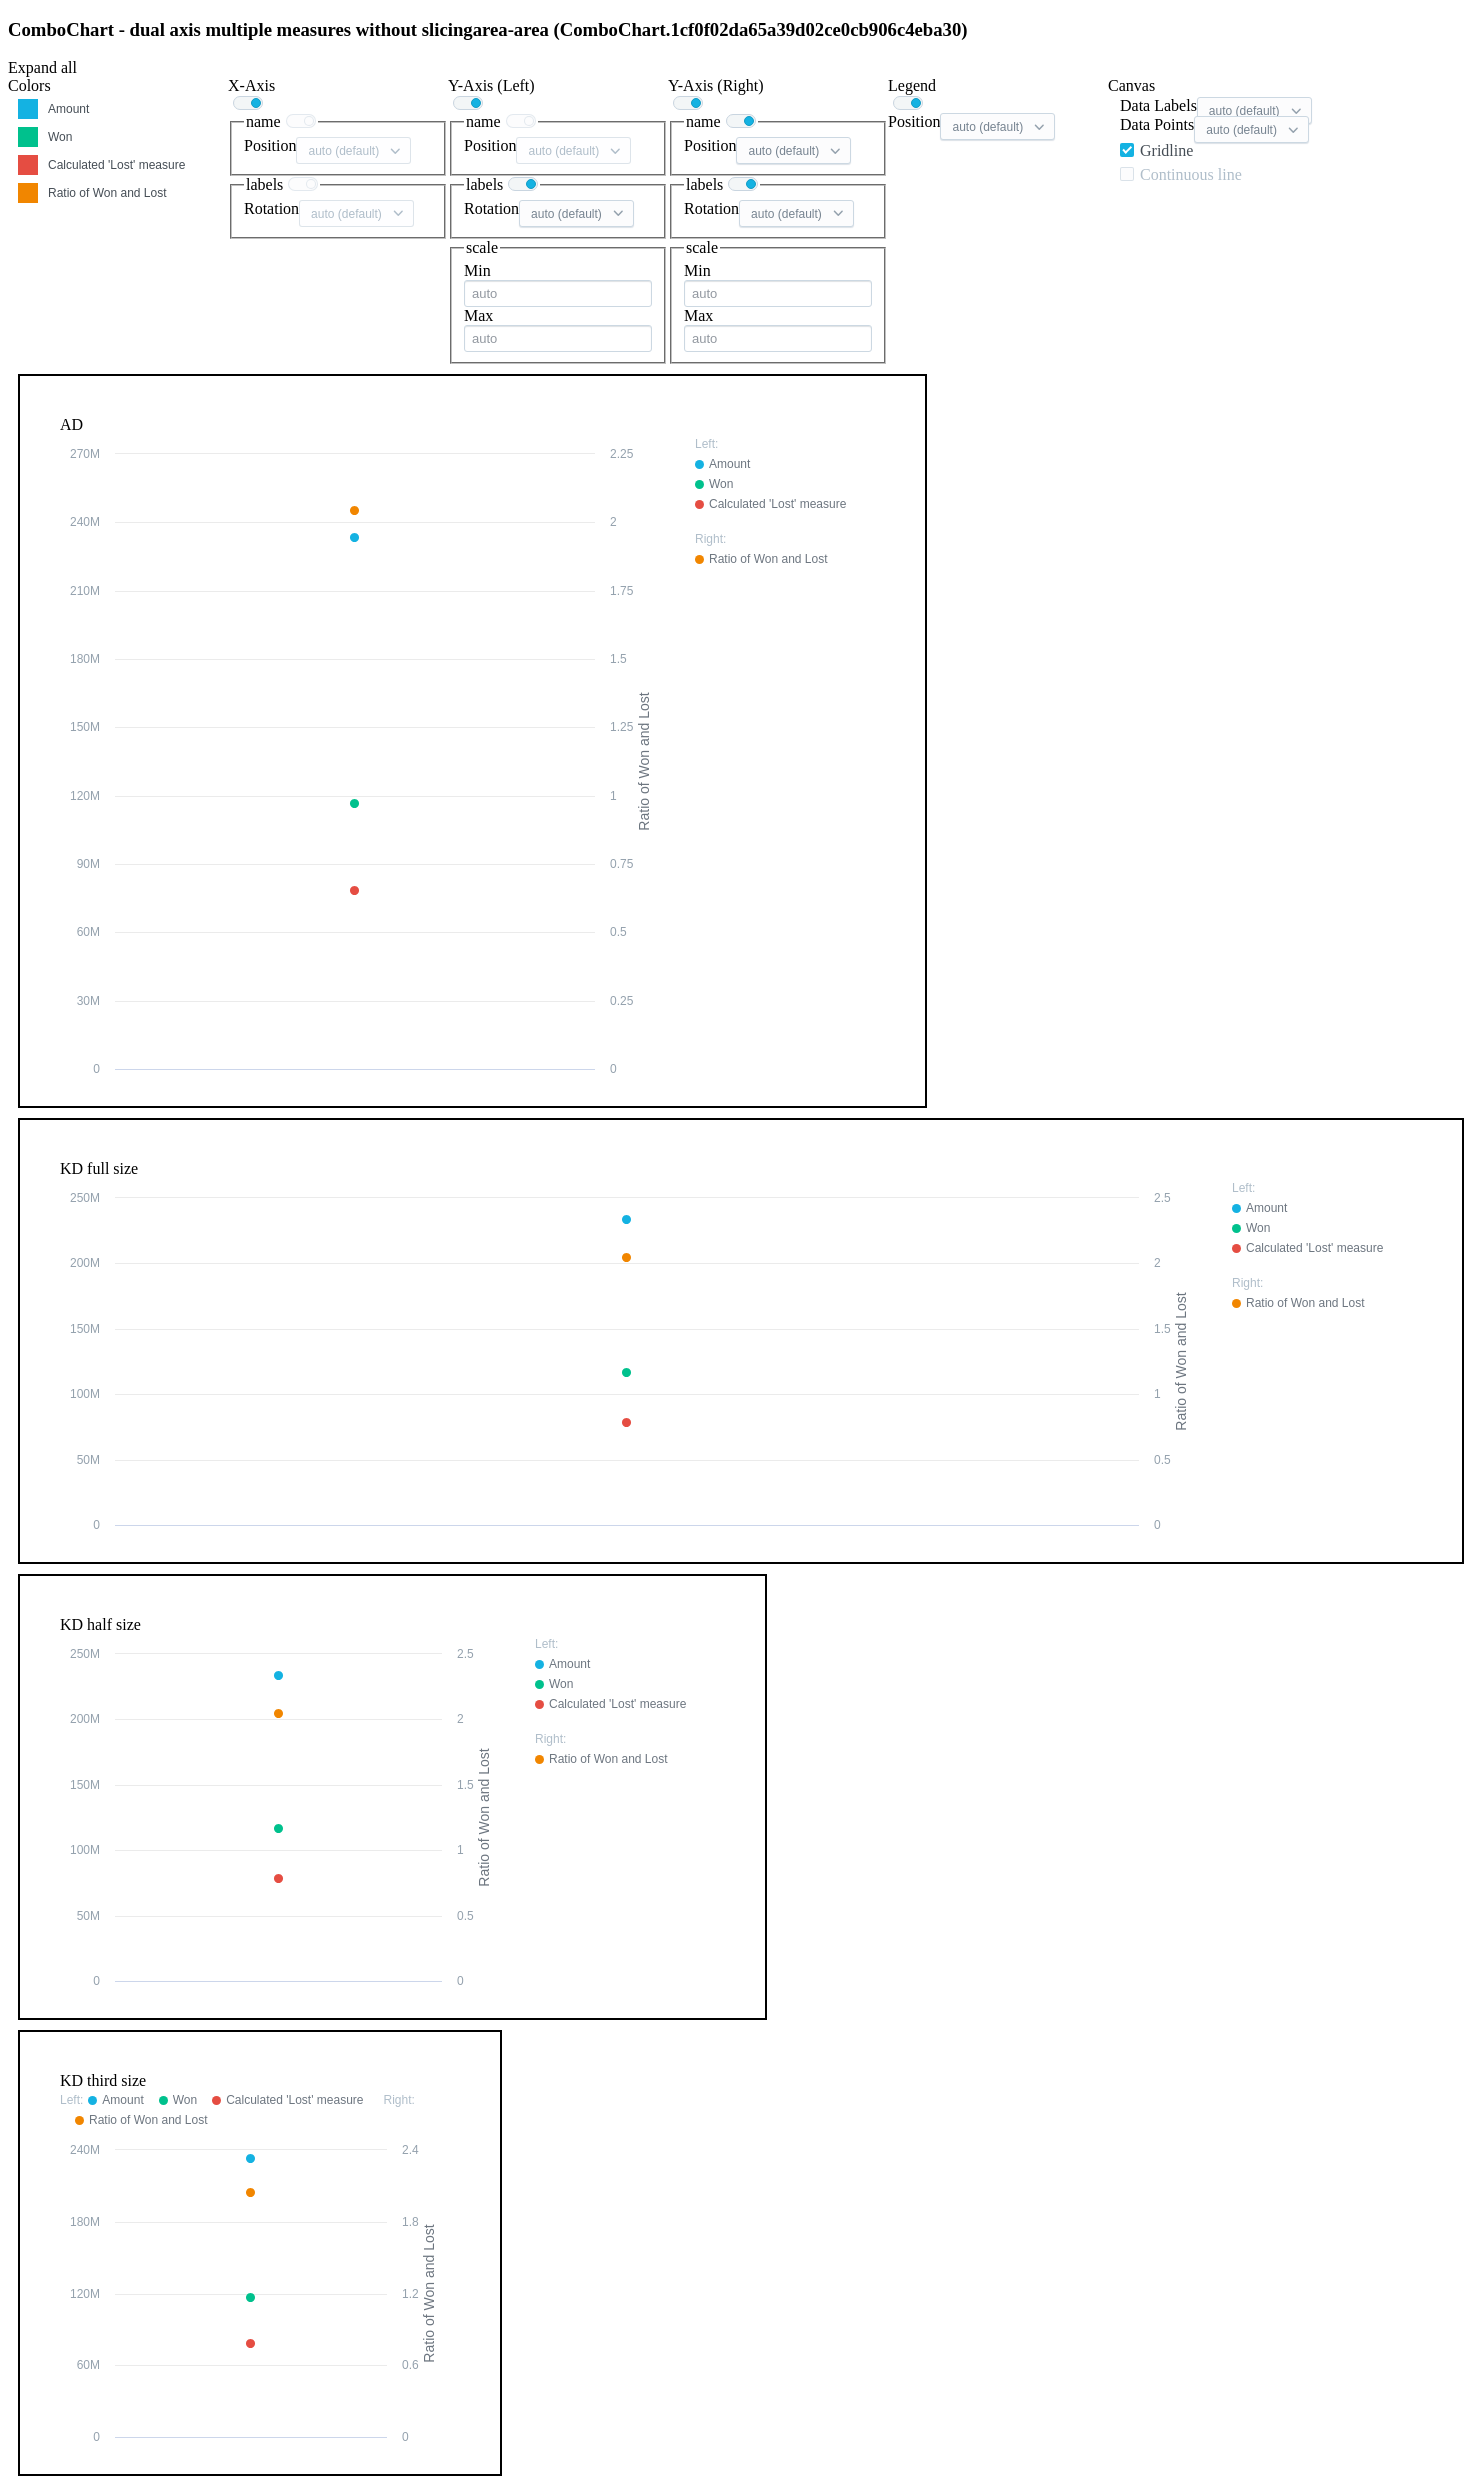 ComboChart - dual axis multiple measures without slicingarea-area (ComboChart.1cf0f02da65a39d02ce0cb906c4eba30)
Expand all
Colors
Amount
Won
Calculated 'Lost' measure
Ratio of Won and Lost
X-Axis
name
Position auto (default)
labels
Rotation auto (default)
Y-Axis (Left)
name
Position auto (default)
labels
Rotation auto (default)
scale
Min
auto
Max
auto
Y-Axis (Right)
name
Position auto (default)
labels
Rotation auto (default)
scale
Min
auto
Max
auto
Legend
Position auto (default)
Canvas
Data Labels auto (default)
Data Points auto (default)
Gridline
Continuous line
AD
270M
240M
210M
180M
150M
120M
90M
60M
30M
0
2.25
2
1.75
1.5
1.25
1
0.75
0.5
0.25
0
Ratio of Won and Lost
Left:
Amount
Won
Calculated 'Lost' measure
Right:
Ratio of Won and Lost
KD full size
250M
200M
150M
100M
50M
0
2.5
2
1.5
1
0.5
0
Ratio of Won and Lost
Left:
Amount
Won
Calculated 'Lost' measure
Right:
Ratio of Won and Lost
KD half size
250M
200M
150M
100M
50M
0
2.5
2
1.5
1
0.5
0
Ratio of Won and Lost
Left:
Amount
Won
Calculated 'Lost' measure
Right:
Ratio of Won and Lost
KD third size
Left: Amount Won Calculated 'Lost' measure Right:
Ratio of Won and Lost
240M
180M
120M
60M
0
2.4
1.8
1.2
0.6
0
Ratio of Won and Lost